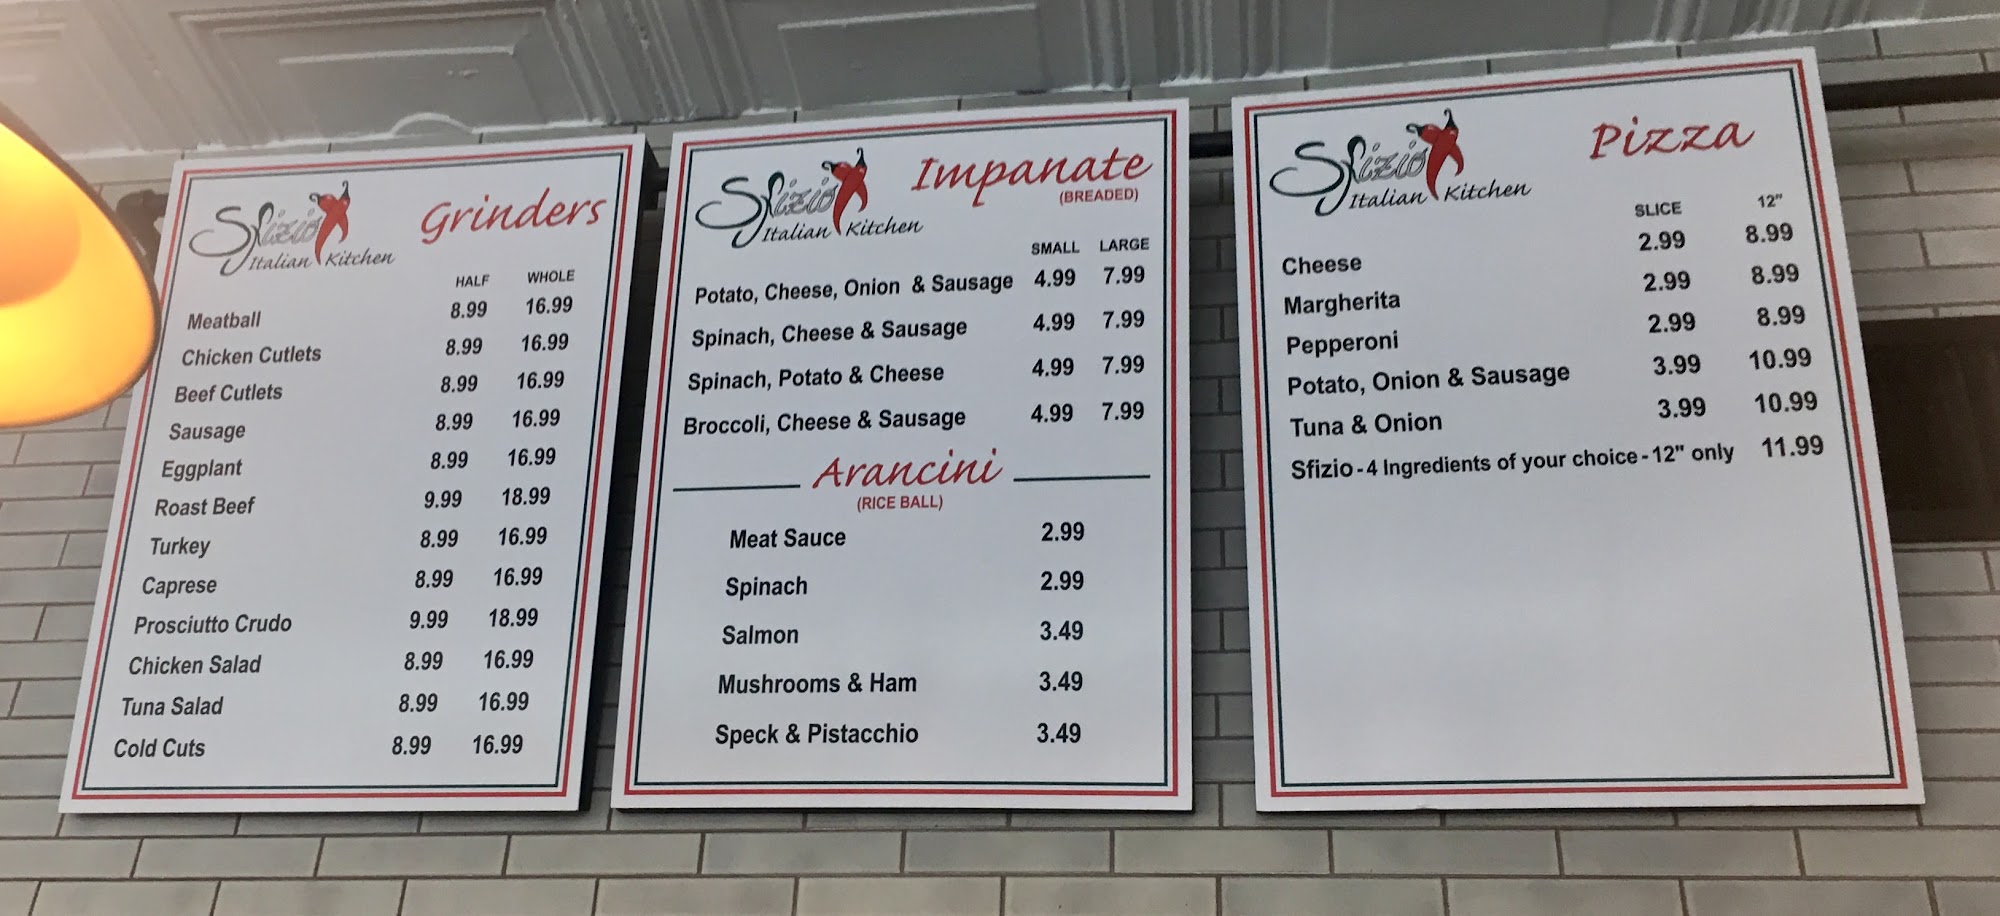 Sfizio
Italian Kitchen
Grinders
HALF WHOLE
Meatball 8.99 16.99
Chicken Cutlets 8.99 16.99
Beef Cutlets 8.99 16.99
Sausage 8.99 16.99
Eggplant 8.99 16.99
Roast Beef 9.99 18.99
Turkey 8.99 16.99
Caprese 8.99 16.99
Prosciutto Crudo 9.99 18.99
Chicken Salad 8.99 16.99
Tuna Salad 8.99 16.99
Cold Cuts 8.99 16.99
Sfizio
Italian Kitchen
Impanate
(BREADED)
SMALL LARGE
Potato, Cheese, Onion & Sausage 4.99 7.99
Spinach, Cheese & Sausage 4.99 7.99
Spinach, Potato & Cheese 4.99 7.99
Broccoli, Cheese & Sausage 4.99 7.99
Arancini
(RICE BALL)
Meat Sauce 2.99
Spinach 2.99
Salmon 3.49
Mushrooms & Ham 3.49
Speck & Pistacchio 3.49
Sfizio
Italian Kitchen
Pizza
SLICE 12"
Cheese 2.99 8.99
Margherita 2.99 8.99
Pepperoni 2.99 8.99
Potato, Onion & Sausage 3.99 10.99
Tuna & Onion 3.99 10.99
Sfizio - 4 Ingredients of your choice - 12" only 11.99